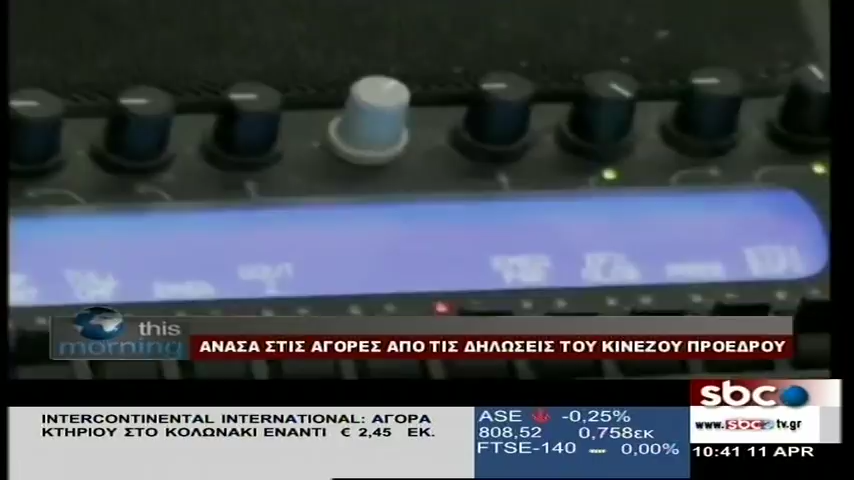 this
morning
ΑΝΑΣΑ ΣΤΙΣ ΑΓΟΡΕΣ ΑΠΟ ΤΙΣ ΔΗΛΩΣΕΙΣ ΤΟΥ ΚΙΝΕΖΟΥ ΠΡΟΕΔΡΟΥ
sbc
www.sbctv.gr
INTERCONTINENTAL INTERNATIONAL: ΑΓΟΡΑ
ΚΤΗΡΙΟΥ ΣΤΟ ΚΟΛΩΝΑΚΙ ΕΝΑΝΤΙ € 2,45 ΕΚ.
ASE -0,25%
808,52 0,758εκ
FTSE-140 0,00%
10:41 11 APR